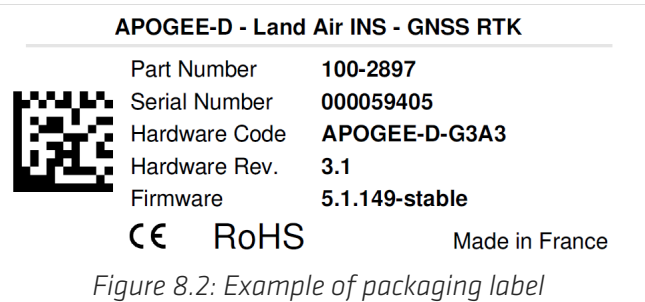 APOGEE-D - Land Air INS - GNSS RTK
Part Number 100-2897
Serial Number 000059405
Hardware Code APOGEE-D-G3A3
Hardware Rev. 3.1
Firmware 5.1.149-stable
CE RoHS Made in France
Figure 8.2: Example of packaging label